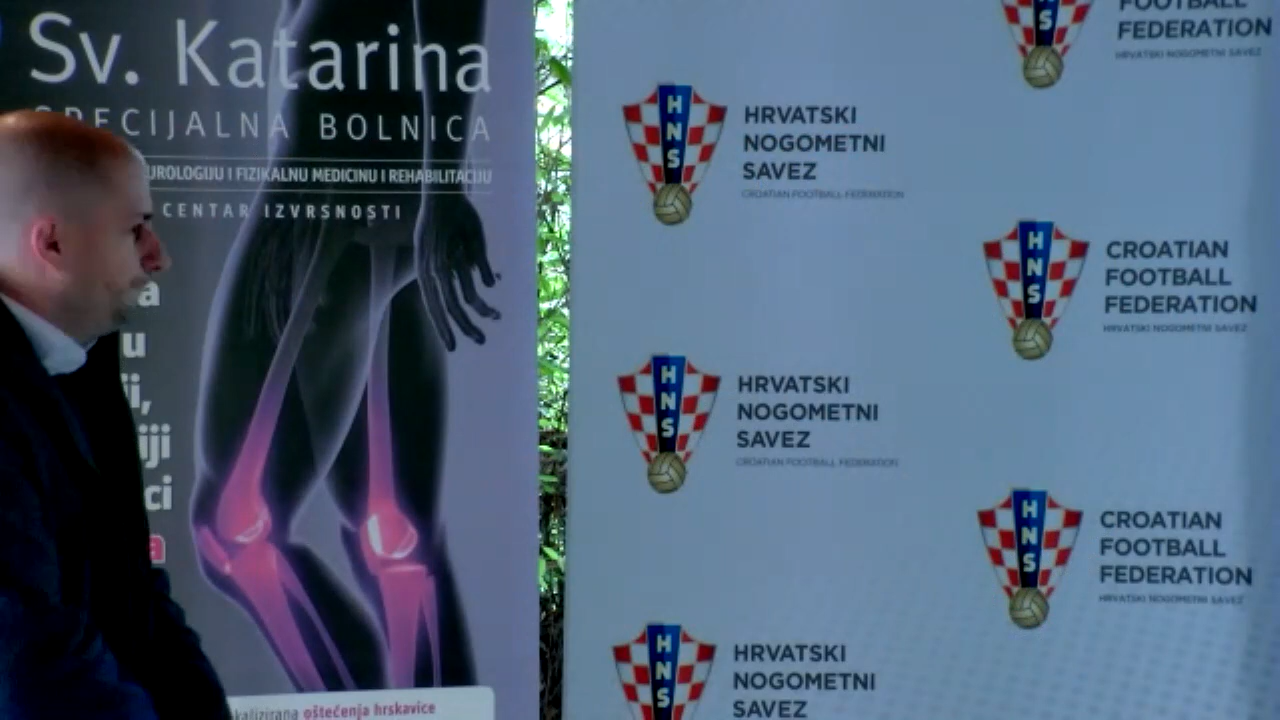 Sv. Katarina
SPECIJALNA BOLNICA
I FIZIKALNU MEDICINU I REHABILITACIJU
CENTAR IZVRSNOSTI
oštećenja hrskavice
HNS
HRVATSKI
NOGOMETNI
SAVEZ
CROATIAN FOOTBALL FEDERATION
HNS
HRVATSKI
NOGOMETNI
SAVEZ
CROATIAN FOOTBALL FEDERATION
HNS
HRVATSKI
NOGOMETNI
SAVEZ
FOOTBALL
FEDERATION
HRVATSKI NOGOMETNI SAVEZ
HNS
CROATIAN
FOOTBALL
FEDERATION
HRVATSKI NOGOMETNI SAVEZ
HNS
CROATIAN
FOOTBALL
FEDERATION
HRVATSKI NOGOMETNI SAVEZ